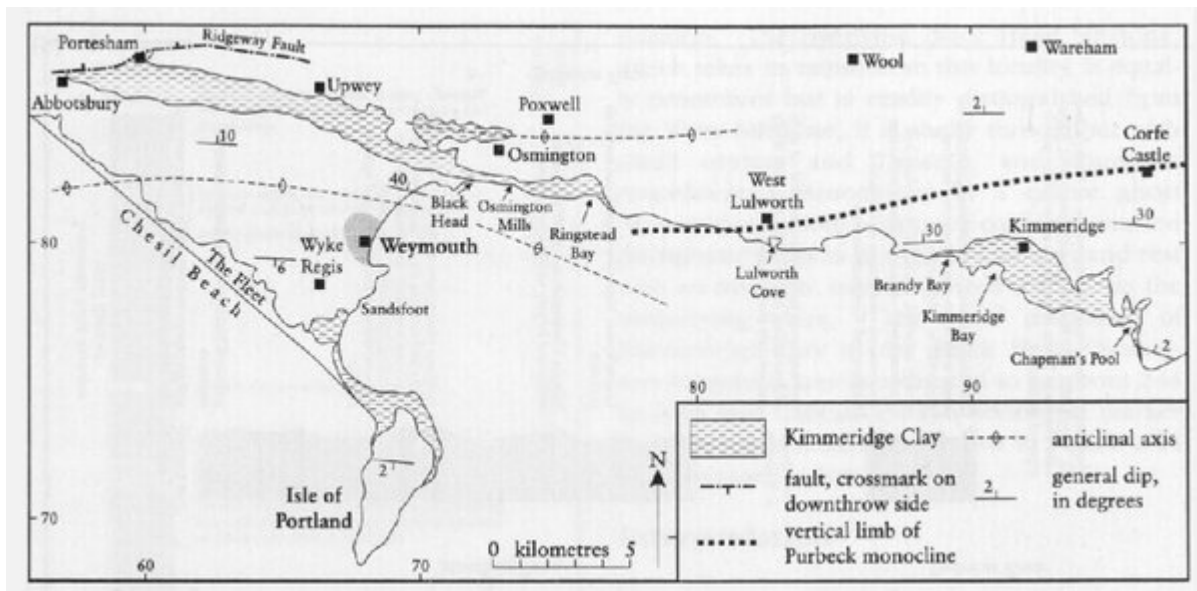 Ridgeway Fault
Portesham
Abbotsbury
Upwey
Poxwell
Wool
Wareham
2
10
Osmington
Corfe
Castle
40
Black
Head
Osmington
Mills
Ringstead
Bay
West
Lulworth
Lulworth
Cove
30
30
Kimmeridge
Brandy Bay
Kimmeridge
Bay
Chapman's Pool
2
80
Chesil Beach
The Fleet
6
Wyke
Regis
Weymouth
Sandsfoot
80
90
2
Isle of
Portland
70
60
70
0 kilometres 5
N
Kimmeridge Clay
anticlinal axis
fault, crossmark on
downthrow side
2
general dip,
in degrees
vertical limb of
Purbeck monocline